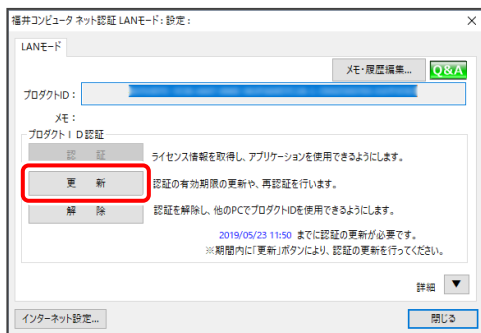 福井コンピュータ ネット認証 LANモード : 設定 :
LANモード
メモ・履歴編集...
Q&A
プロダクトID :
メモ :
プロダクトID認証
認 証
ライセンス情報を取得し、アプリケーションを使用できるようにします。
更 新
認証の有効期限の更新や、再認証を行います。
解 除
認証を解除し、他のPCでプロダクトIDを使用できるようにします。
2019/05/23 11:50 までに認証の更新が必要です。
※期間内に「更新」ボタンにより、認証の更新を行ってください。
詳細 ▼
インターネット設定...
閉じる